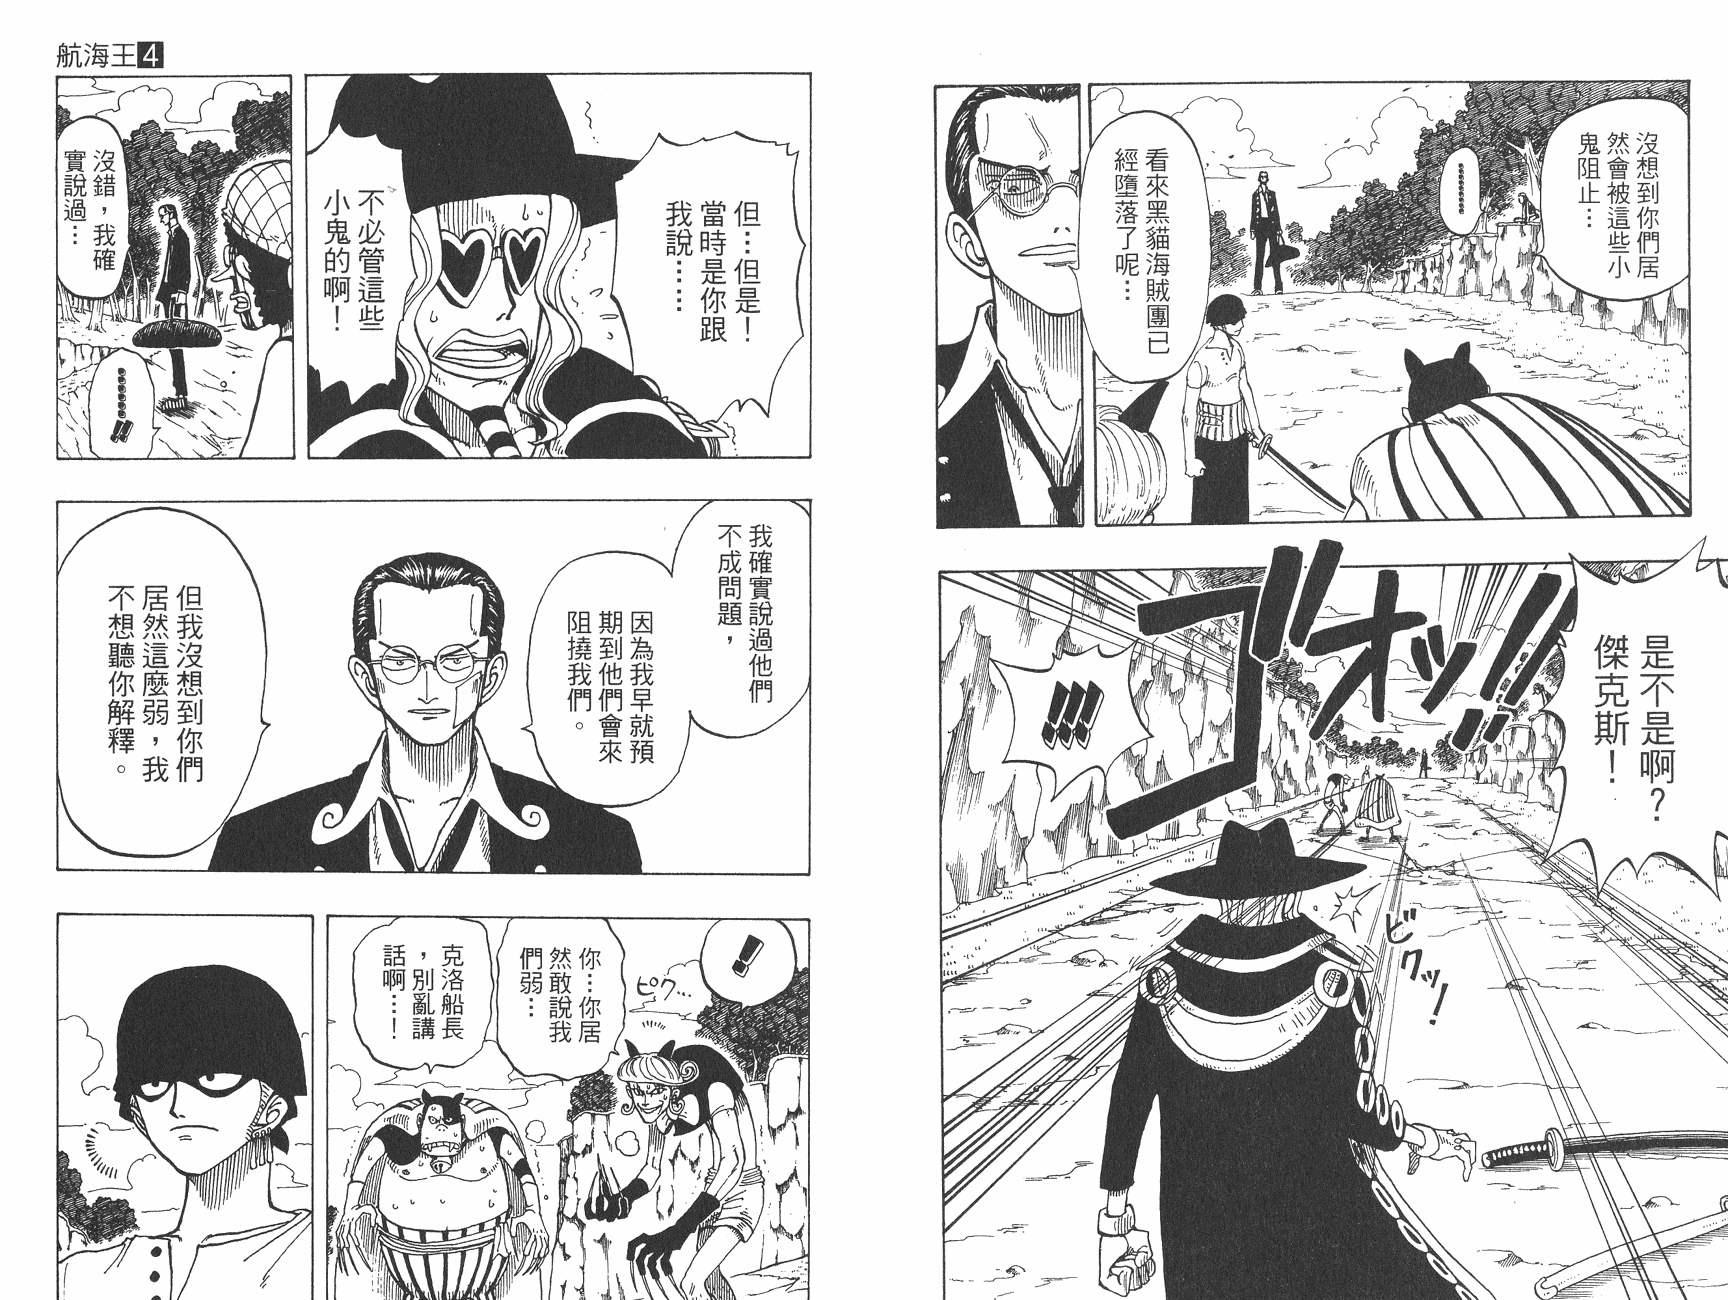 沒想到你們居
然會被這些小
鬼阻止…
…………
看來黑貓海賊團已
經墮落了呢…
是不是啊？
傑克斯！
!!!
ゴオッ!!
ビクッ!
航海王4
但…但是！
當時是你跟
我說……
不必管這些
小鬼的啊！
沒錯，我確
實說過…
………!!
我確實說過他們
不成問題，
因為我早就預
期到他們會來
阻撓我們。
但我沒想到你們
居然這麼弱，我
不想聽你解釋。
!
ピク…
你…你居
然敢說我
們弱…
克洛船長
，別亂講
話啊…！